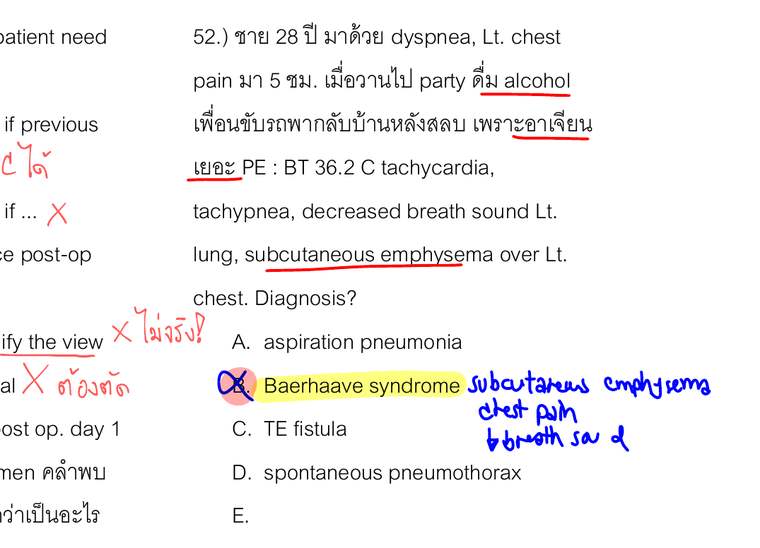 patient need
if previous
C ได้
if ... X
ce post-op
ify the view X ไม่จริง!
al X ต้องตัด
post op. day 1
men คลำพบ
กว่าเป็นอะไร
52.) ชาย 28 ปี มาด้วย dyspnea, Lt. chest
pain มา 5 ชม. เมื่อวานไป party ดื่ม alcohol
เพื่อนขับรถพากลับบ้านหลังสลบ เพราะอาเจียน
เยอะ PE : BT 36.2 C tachycardia,
tachypnea, decreased breath sound Lt.
lung, subcutaneous emphysema over Lt.
chest. Diagnosis?
A. aspiration pneumonia
B. Baerhaave syndrome subcutaneous emphysema
chest pain
↓breath sou d
C. TE fistula
D. spontaneous pneumothorax
E.